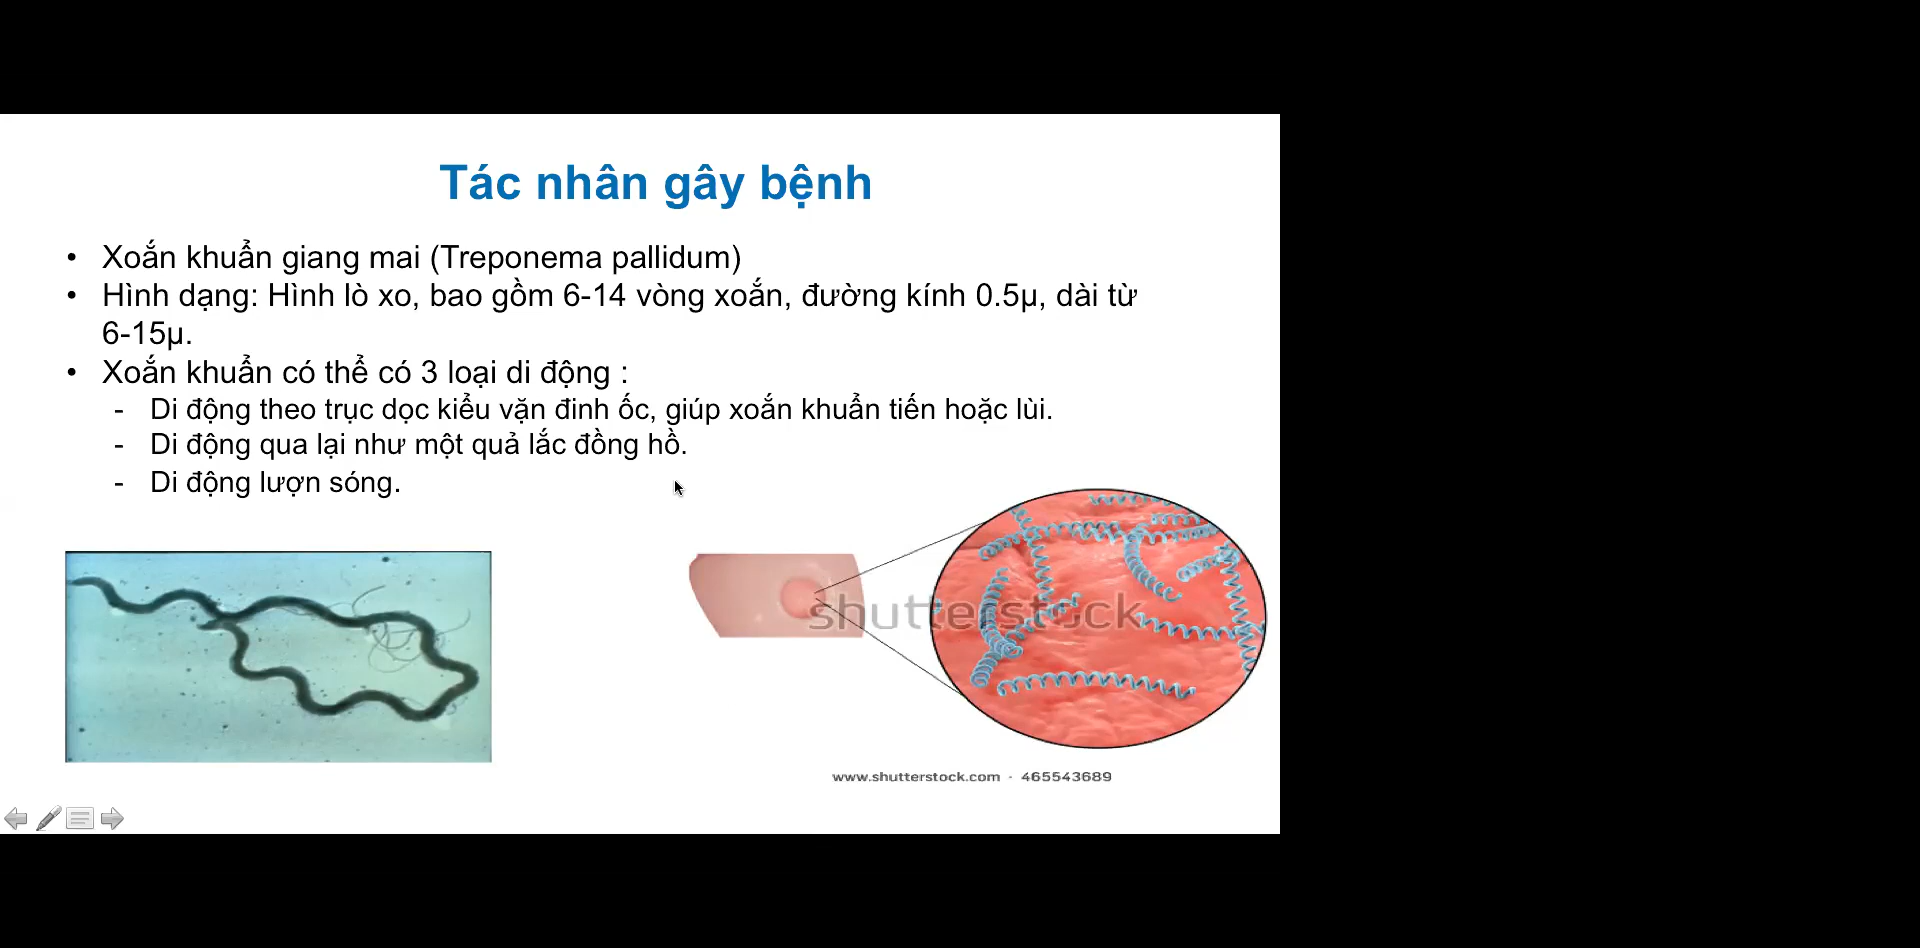 Tác nhân gây bệnh
• Xoắn khuẩn giang mai (Treponema pallidum)
• Hình dạng: Hình lò xo, bao gồm 6-14 vòng xoắn, đường kính 0.5µ, dài từ
6-15µ.
• Xoắn khuẩn có thể có 3 loại di động :
- Di động theo trục dọc kiểu vặn đinh ốc, giúp xoắn khuẩn tiến hoặc lùi.
- Di động qua lại như một quả lắc đồng hồ.
- Di động lượn sóng.
shutterstock
www.shutterstock.com · 465543689